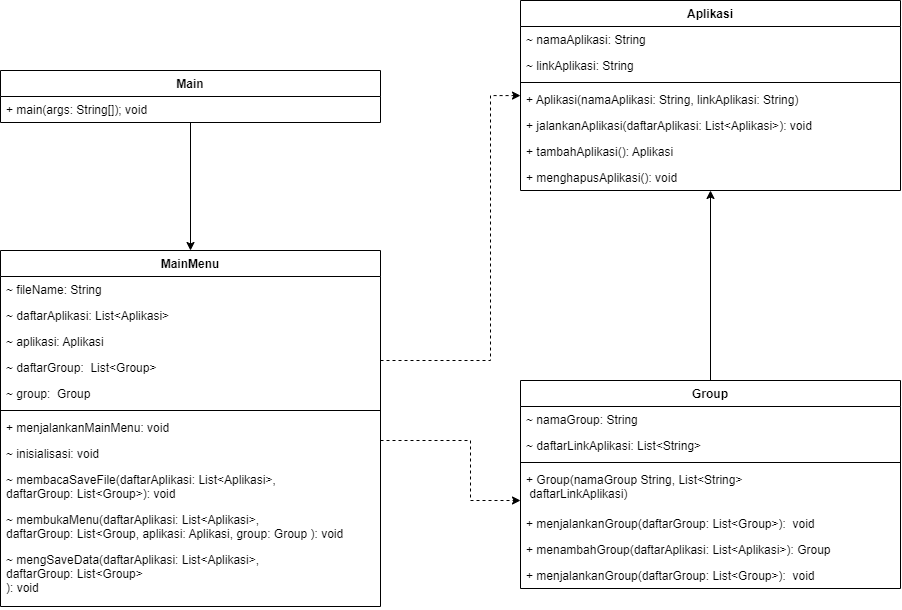 Main
+ main(args: String[]); void
MainMenu
~ fileName: String
~ daftarAplikasi: List<Aplikasi>
~ aplikasi: Aplikasi
~ daftarGroup:  List<Group>
~ group:  Group
+ menjalankanMainMenu: void
~ inisialisasi: void
~ membacaSaveFile(daftarAplikasi: List<Aplikasi>,
daftarGroup: List<Group>): void
~ membukaMenu(daftarAplikasi: List<Aplikasi>,
daftarGroup: List<Group, aplikasi: Aplikasi, group: Group ): void
~ mengSaveData(daftarAplikasi: List<Aplikasi>,
daftarGroup: List<Group>
): void
Aplikasi
~ namaAplikasi: String
~ linkAplikasi: String
+ Aplikasi(namaAplikasi: String, linkAplikasi: String)
+ jalankanAplikasi(daftarAplikasi: List<Aplikasi>): void
+ tambahAplikasi(): Aplikasi
+ menghapusAplikasi(): void
Group
~ namaGroup: String
~ daftarLinkAplikasi: List<String>
+ Group(namaGroup String, List<String>
daftarLinkAplikasi)
+ menjalankanGroup(daftarGroup: List<Group>):  void
+ menambahGroup(daftarAplikasi: List<Aplikasi>): Group
+ menjalankanGroup(daftarGroup: List<Group>):  void